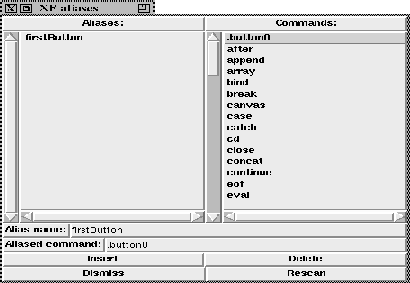 XF aliases
Aliases:
Commands:
firstButton
.button0
after
append
array
bind
break
canvas
case
catch
cd
close
concat
continue
eof
eval
Alias name: firstButton
Aliased command: .button0
Insert
Delete
Dismiss
Rescan